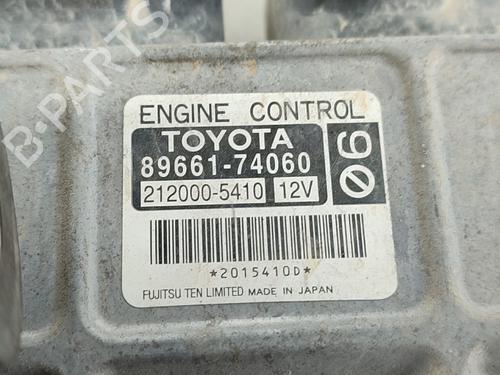 B-PARTS
ENGINE CONTROL
TOYOTA
89661-74060
212000-5410 12V
06
*2015410D*
FUJITSU TEN LIMITED MADE IN JAPAN